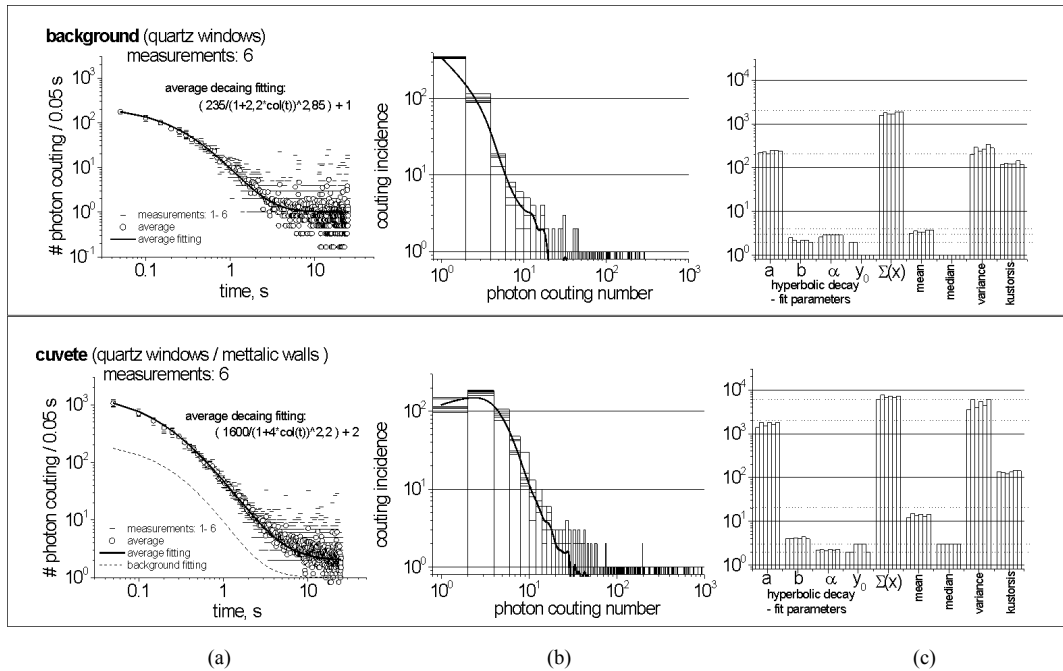 background (quartz windows)
measurements: 6
average decaing fitting:
( 235/(1+2,2*col(t))^2,85 ) + 1
# photon couting / 0.05 s
10^3
10^2
10^1
10^0
10^-1
measurements: 1- 6
average
average fitting
0.1
1
10
time, s
couting incidence
10^2
10^1
10^0
10^0
10^1
10^2
10^3
photon couting number
10^4
10^3
10^2
10^1
10^0
a
b
α
y0
Σ(x)
mean
median
variance
kustorsis
hyperbolic decay
- fit parameters
cuvete (quartz windows / mettalic walls )
measurements: 6
average decaing fitting:
( 1600/(1+4*col(t))^2,2 ) + 2
# photon couting / 0.05 s
10^3
10^2
10^1
10^0
measurements: 1- 6
average
average fitting
background fitting
0.1
1
10
time, s
couting incidence
10^2
10^1
10^0
10^0
10^1
10^2
10^3
photon couting number
10^4
10^3
10^2
10^1
10^0
a
b
α
y0
Σ(x)
mean
median
variance
kustorsis
hyperbolic decay
- fit parameters
(a)
(b)
(c)